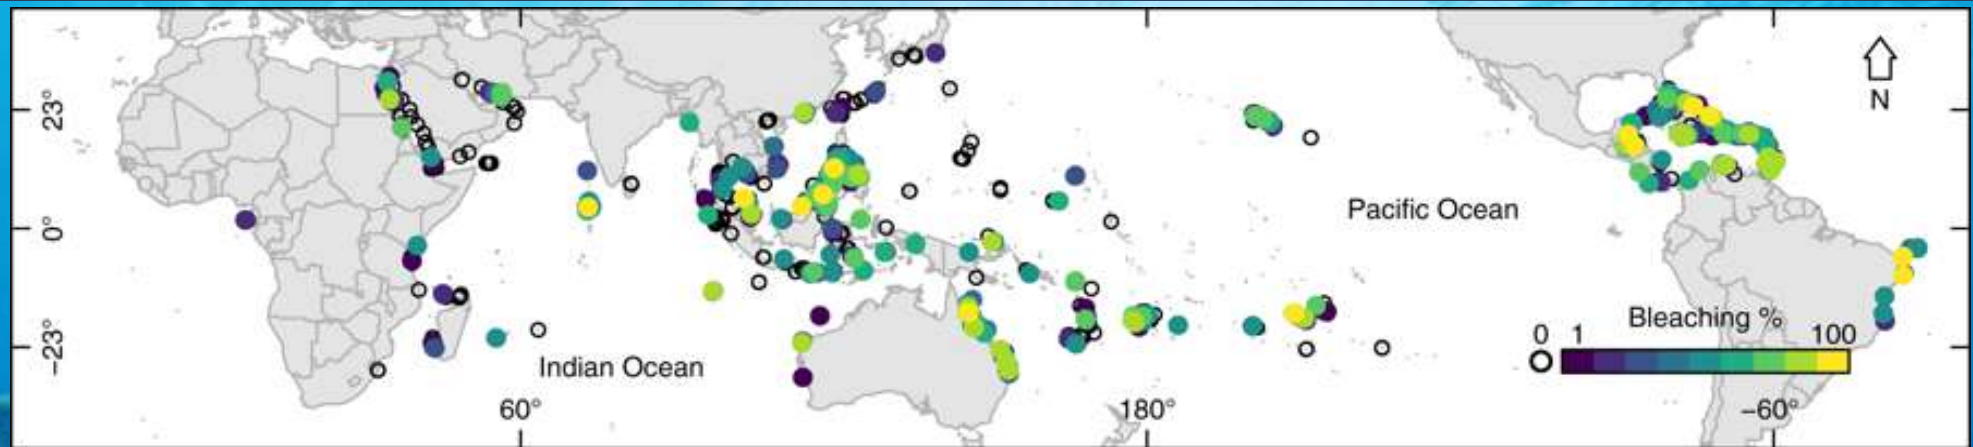 N
23°
0°
−23°
Pacific Ocean
Indian Ocean
Bleaching %
0 1 100
60° 180° −60°